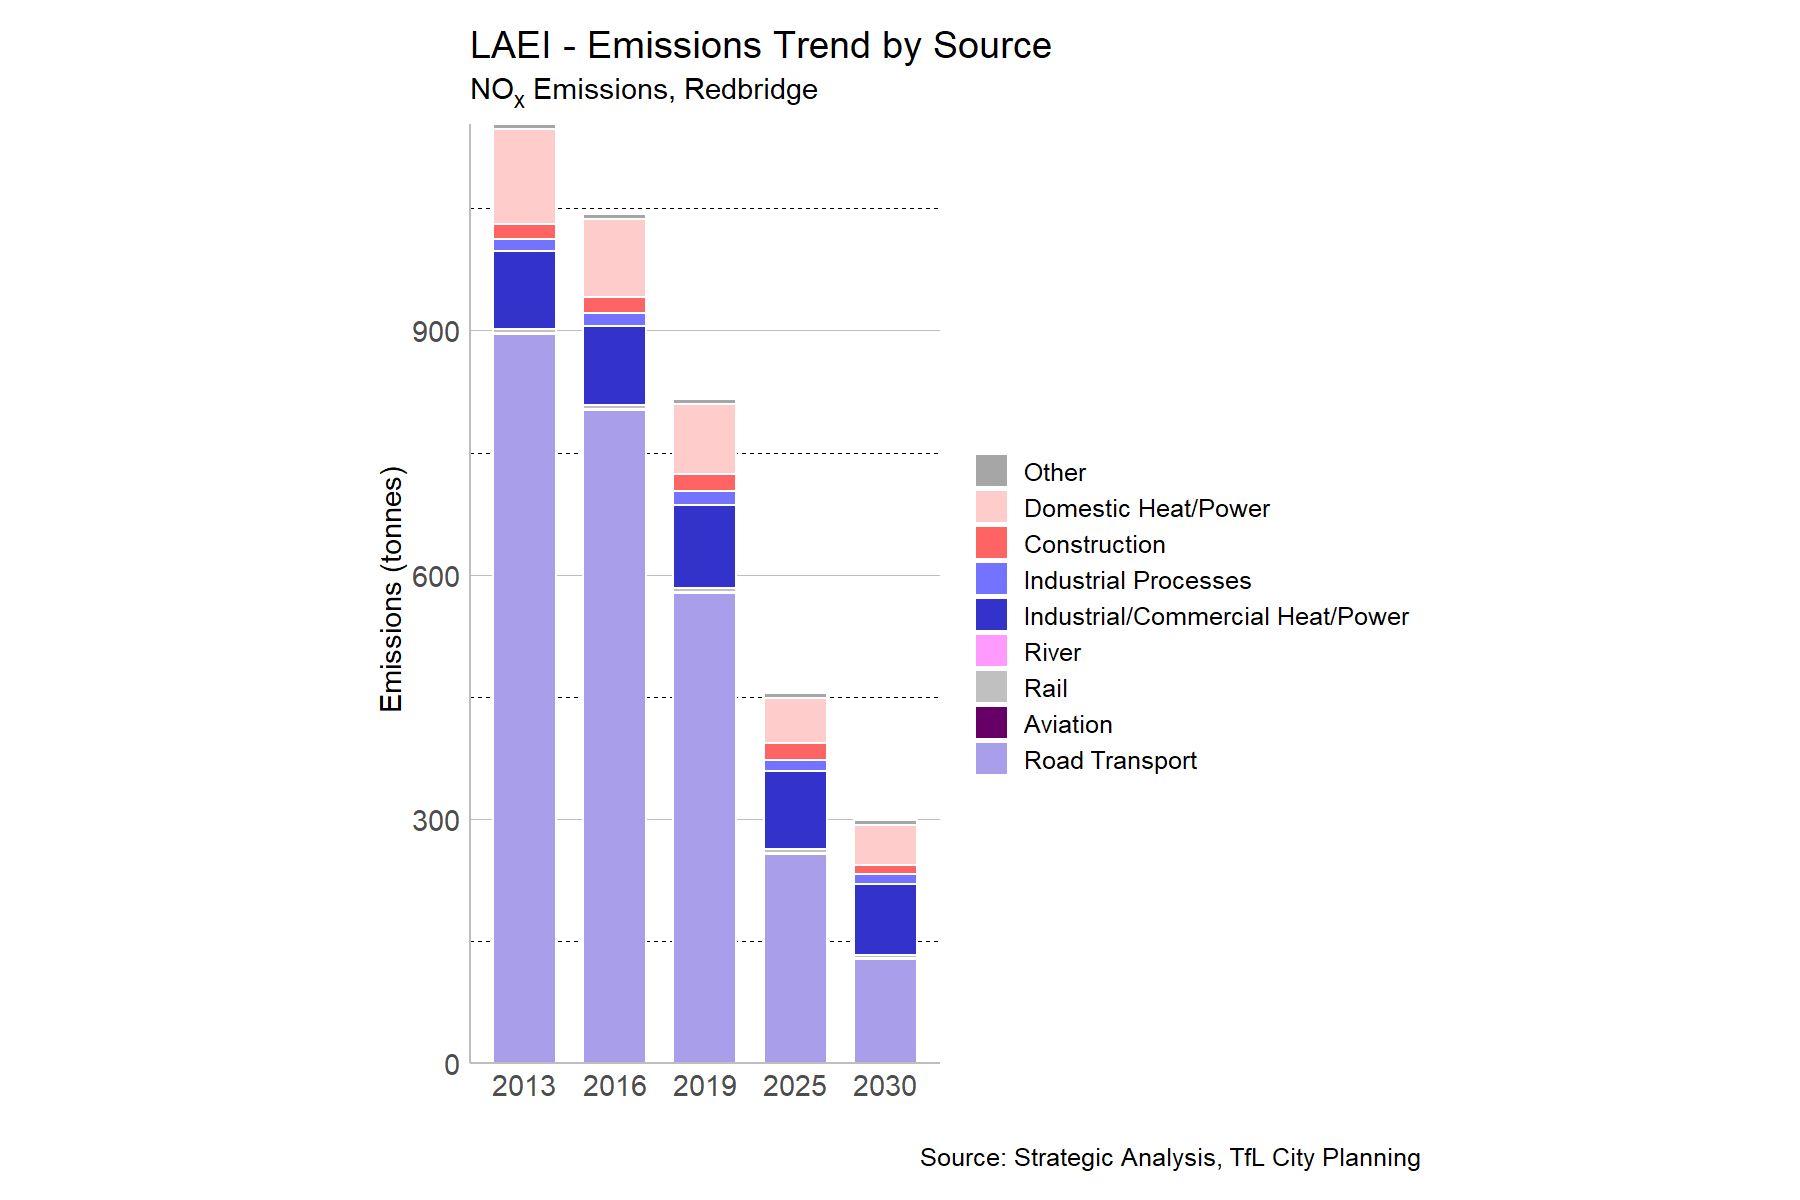 LAEI - Emissions Trend by Source
NOx Emissions, Redbridge
Emissions (tonnes)
900
600
300
0
2013 2016 2019 2025 2030
Other
Domestic Heat/Power
Construction
Industrial Processes
Industrial/Commercial Heat/Power
River
Rail
Aviation
Road Transport
Source: Strategic Analysis, TfL City Planning